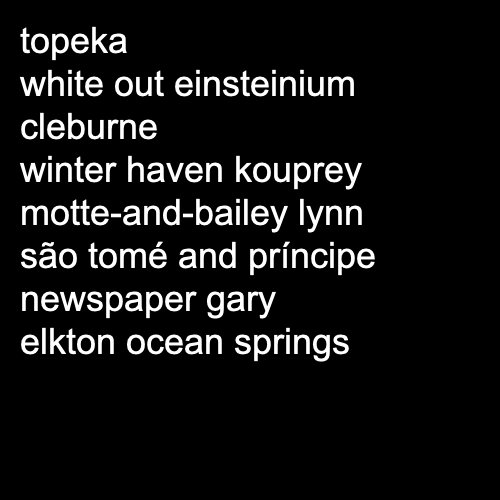 topeka
white out einsteinium
cleburne
winter haven kouprey
motte-and-bailey lynn
são tomé and príncipe
newspaper gary
elkton ocean springs